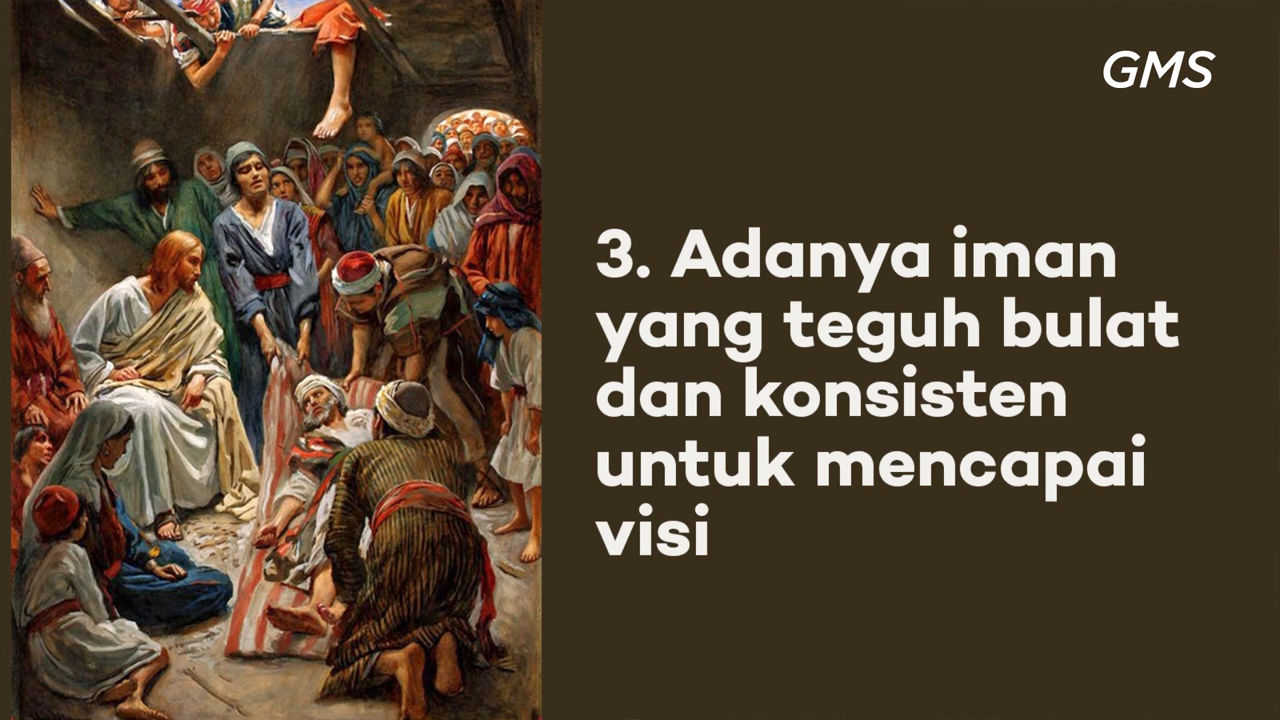 GMS
3. Adanya iman
yang teguh bulat
dan konsisten
untuk mencapai
visi